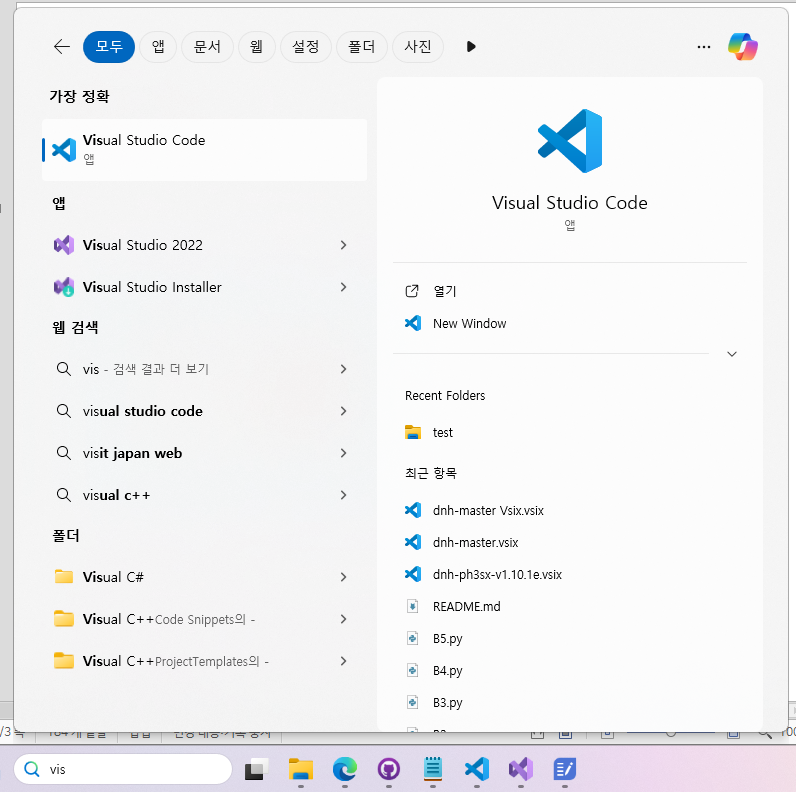 모두 앱 문서 웹 설정 폴더 사진
가장 정확
Visual Studio Code
앱
앱
Visual Studio 2022
Visual Studio Installer
웹 검색
vis - 검색 결과 더 보기
visual studio code
visit japan web
visual c++
폴더
Visual C#
Visual C++Code Snippets의 -
Visual C++ProjectTemplates의 -
Visual Studio Code
앱
열기
New Window
Recent Folders
test
최근 항목
dnh-master Vsix.vsix
dnh-master.vsix
dnh-ph3sx-v1.10.1e.vsix
README.md
B5.py
B4.py
B3.py
vis